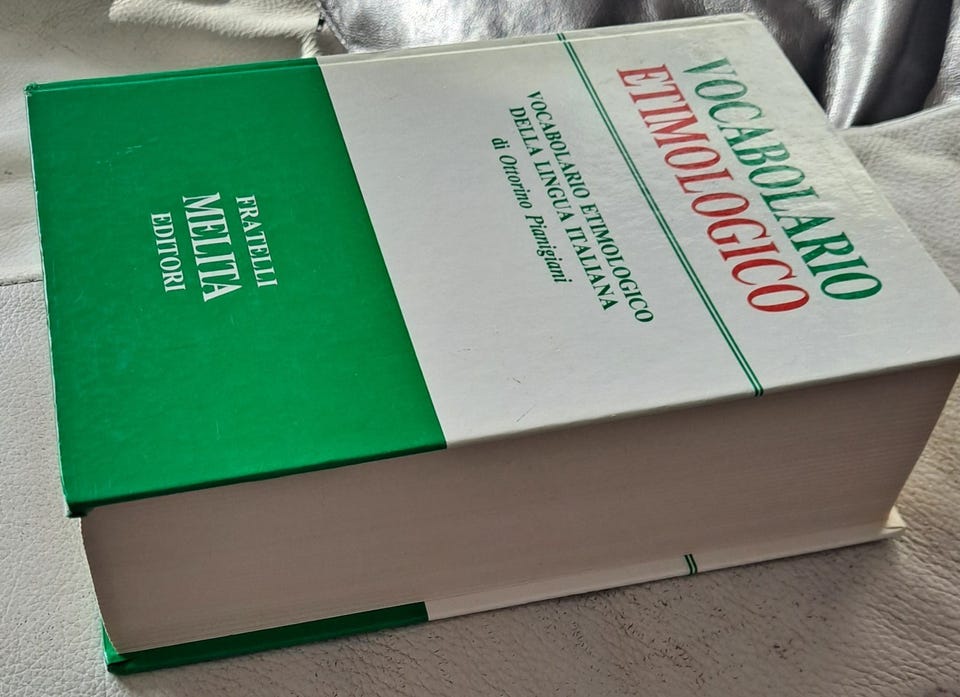 VOCABOLARIO
ETIMOLOGICO
VOCABOLARIO ETIMOLOGICO
DELLA LINGUA ITALIANA
di Ottorino Pianigiani
FRATELLI
MELITA
EDITORI